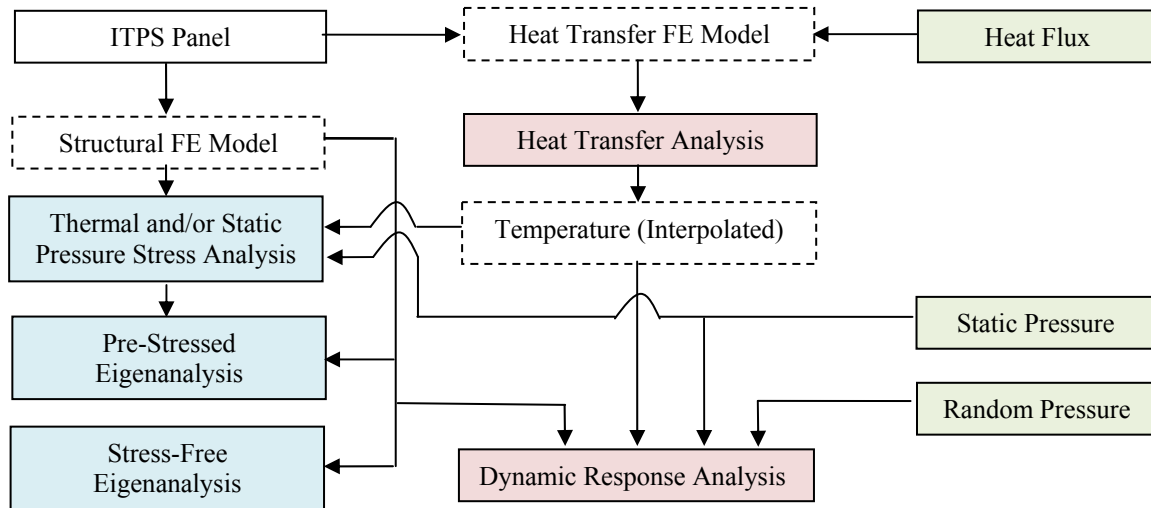 ITPS Panel
Heat Transfer FE Model
Heat Flux
Structural FE Model
Heat Transfer Analysis
Thermal and/or Static
Pressure Stress Analysis
Temperature (Interpolated)
Static Pressure
Pre-Stressed
Eigenanalysis
Random Pressure
Stress-Free
Eigenanalysis
Dynamic Response Analysis